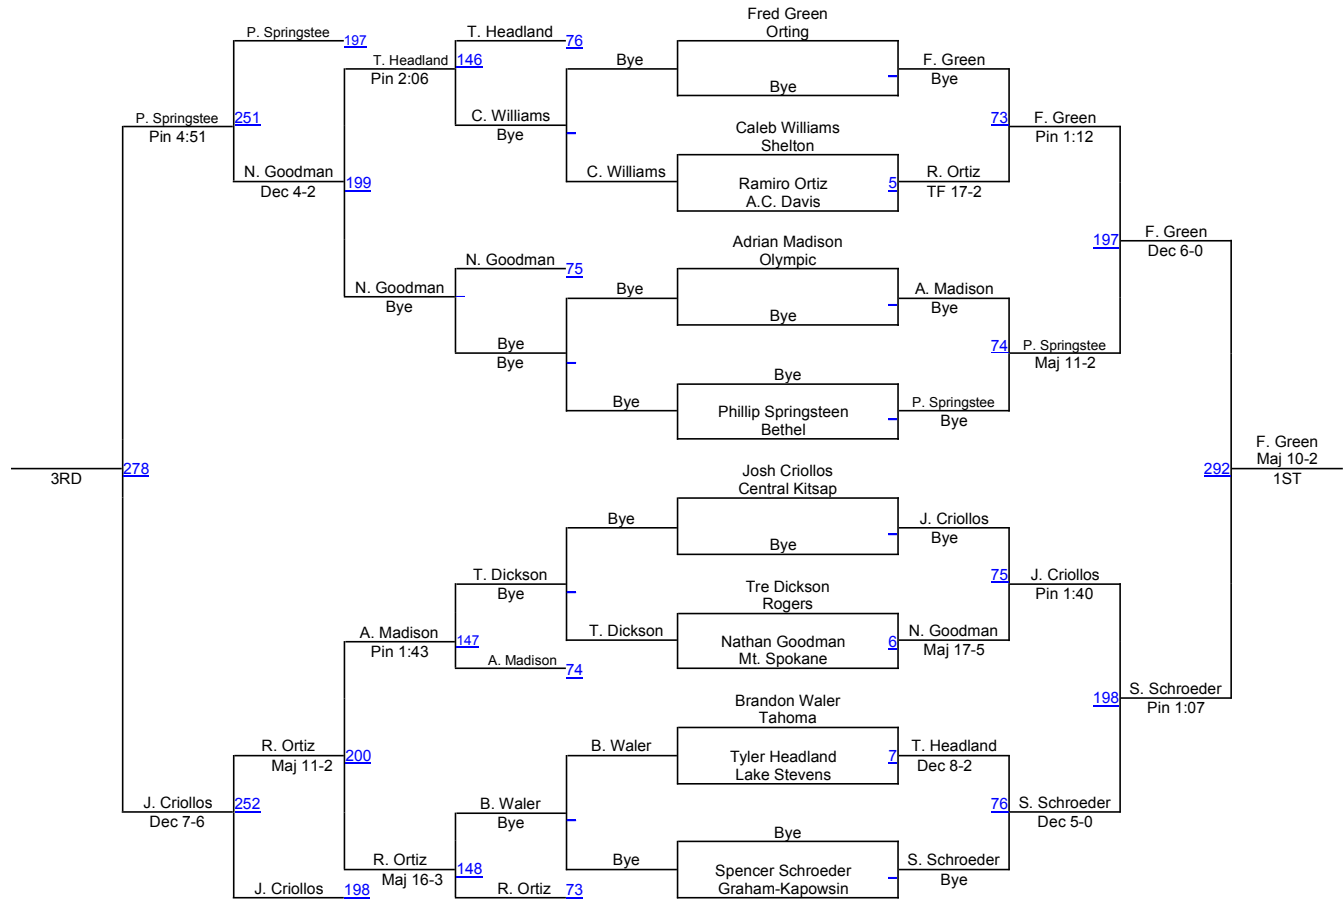 Fred Green
Orting
P. Springstee
197
T. Headland
76
T. Headland
146
Pin 2:06
Bye
F. Green
Bye
Bye
P. Springstee
251
Pin 4:51
C. Williams
Bye
73
F. Green
Pin 1:12
Caleb Williams
Shelton
N. Goodman
199
Dec 4-2
C. Williams
Ramiro Ortiz
A.C. Davis
5
R. Ortiz
TF 17-2
Adrian Madison
Olympic
197
F. Green
Dec 6-0
N. Goodman
75
N. Goodman
Bye
Bye
A. Madison
Bye
Bye
Bye
Bye
74
P. Springstee
Maj 11-2
Bye
Bye
Phillip Springsteen
Bethel
P. Springstee
Bye
3RD
278
Josh Criollos
Central Kitsap
292
F. Green
Maj 10-2
1ST
Bye
J. Criollos
Bye
Bye
T. Dickson
Bye
75
J. Criollos
Pin 1:40
Tre Dickson
Rogers
A. Madison
147
Pin 1:43
T. Dickson
Nathan Goodman
Mt. Spokane
6
N. Goodman
Maj 17-5
A. Madison
74
198
S. Schroeder
Pin 1:07
Brandon Waler
Tahoma
R. Ortiz
200
Maj 11-2
B. Waler
Tyler Headland
Lake Stevens
7
T. Headland
Dec 8-2
J. Criollos
252
Dec 7-6
B. Waler
Bye
76
S. Schroeder
Dec 5-0
Bye
R. Ortiz
148
Maj 16-3
Bye
Spencer Schroeder
Graham-Kapowsin
S. Schroeder
Bye
J. Criollos
198
R. Ortiz
73